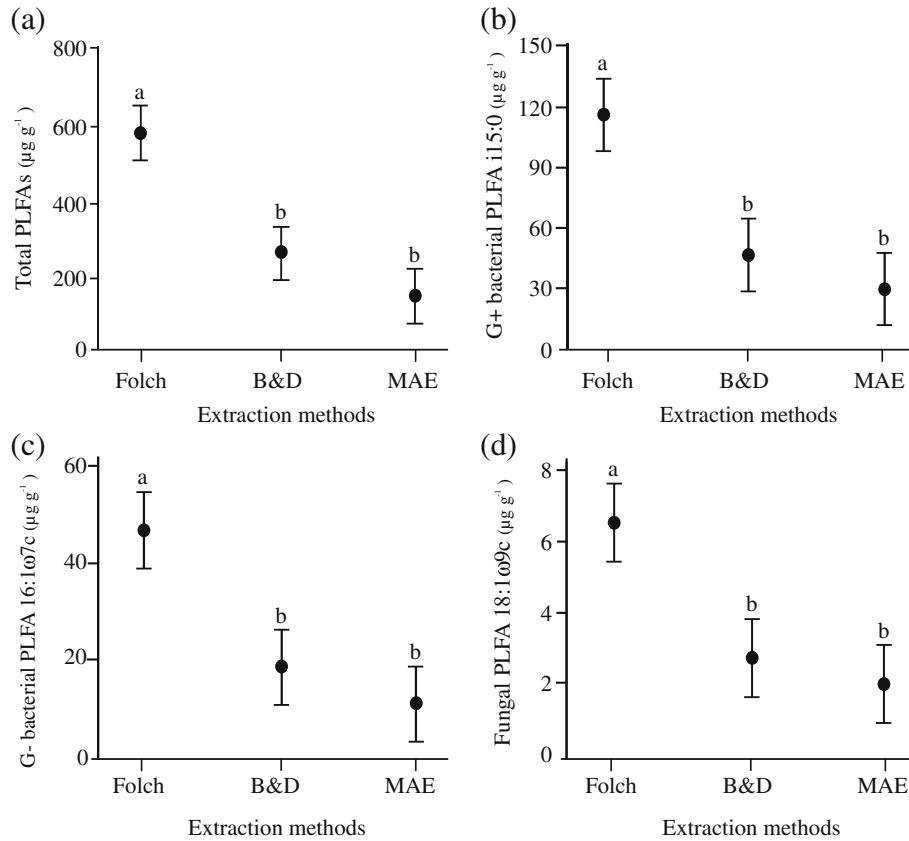 (a)
800
600
400
200
0
Total PLFAs (µg g⁻¹)
a
b
b
Folch B&D MAE
Extraction methods
(b)
150
120
90
60
30
0
G+ bacterial PLFA i15:0 (µg g⁻¹)
a
b
b
Folch B&D MAE
Extraction methods
(c)
60
40
20
0
G- bacterial PLFA 16:1ω7c (µg g⁻¹)
a
b
b
Folch B&D MAE
Extraction methods
(d)
8
6
4
2
0
Fungal PLFA 18:1ω9c (µg g⁻¹)
a
b
b
Folch B&D MAE
Extraction methods